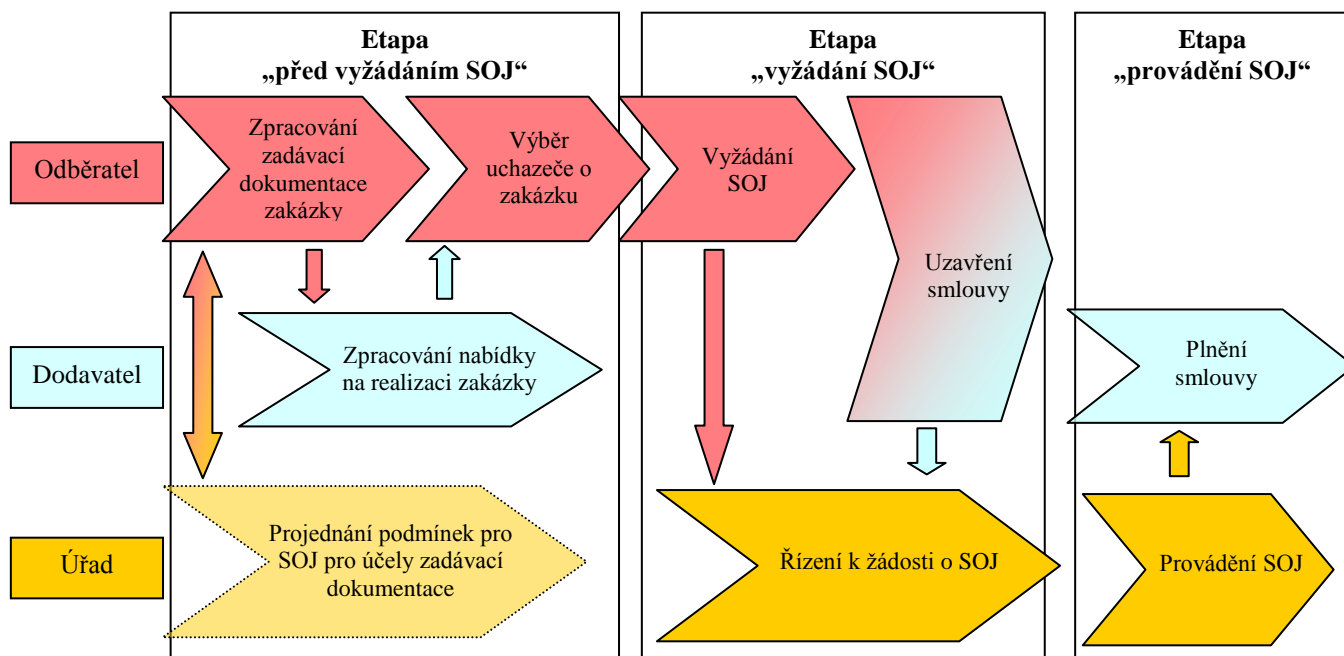 Etapa
„před vyžádáním SOJ“
Etapa
„vyžádání SOJ“
Etapa
„provádění SOJ“
Odběratel
Zpracování
zadávací
dokumentace
zakázky
Výběr
uchazeče o
zakázku
Vyžádání
SOJ
Uzavření
smlouvy
Dodavatel
Zpracování nabídky
na realizaci zakázky
Plnění
smlouvy
Úřad
Projednání podmínek pro
SOJ pro účely zadávací
dokumentace
Řízení k žádosti o SOJ
Provádění SOJ